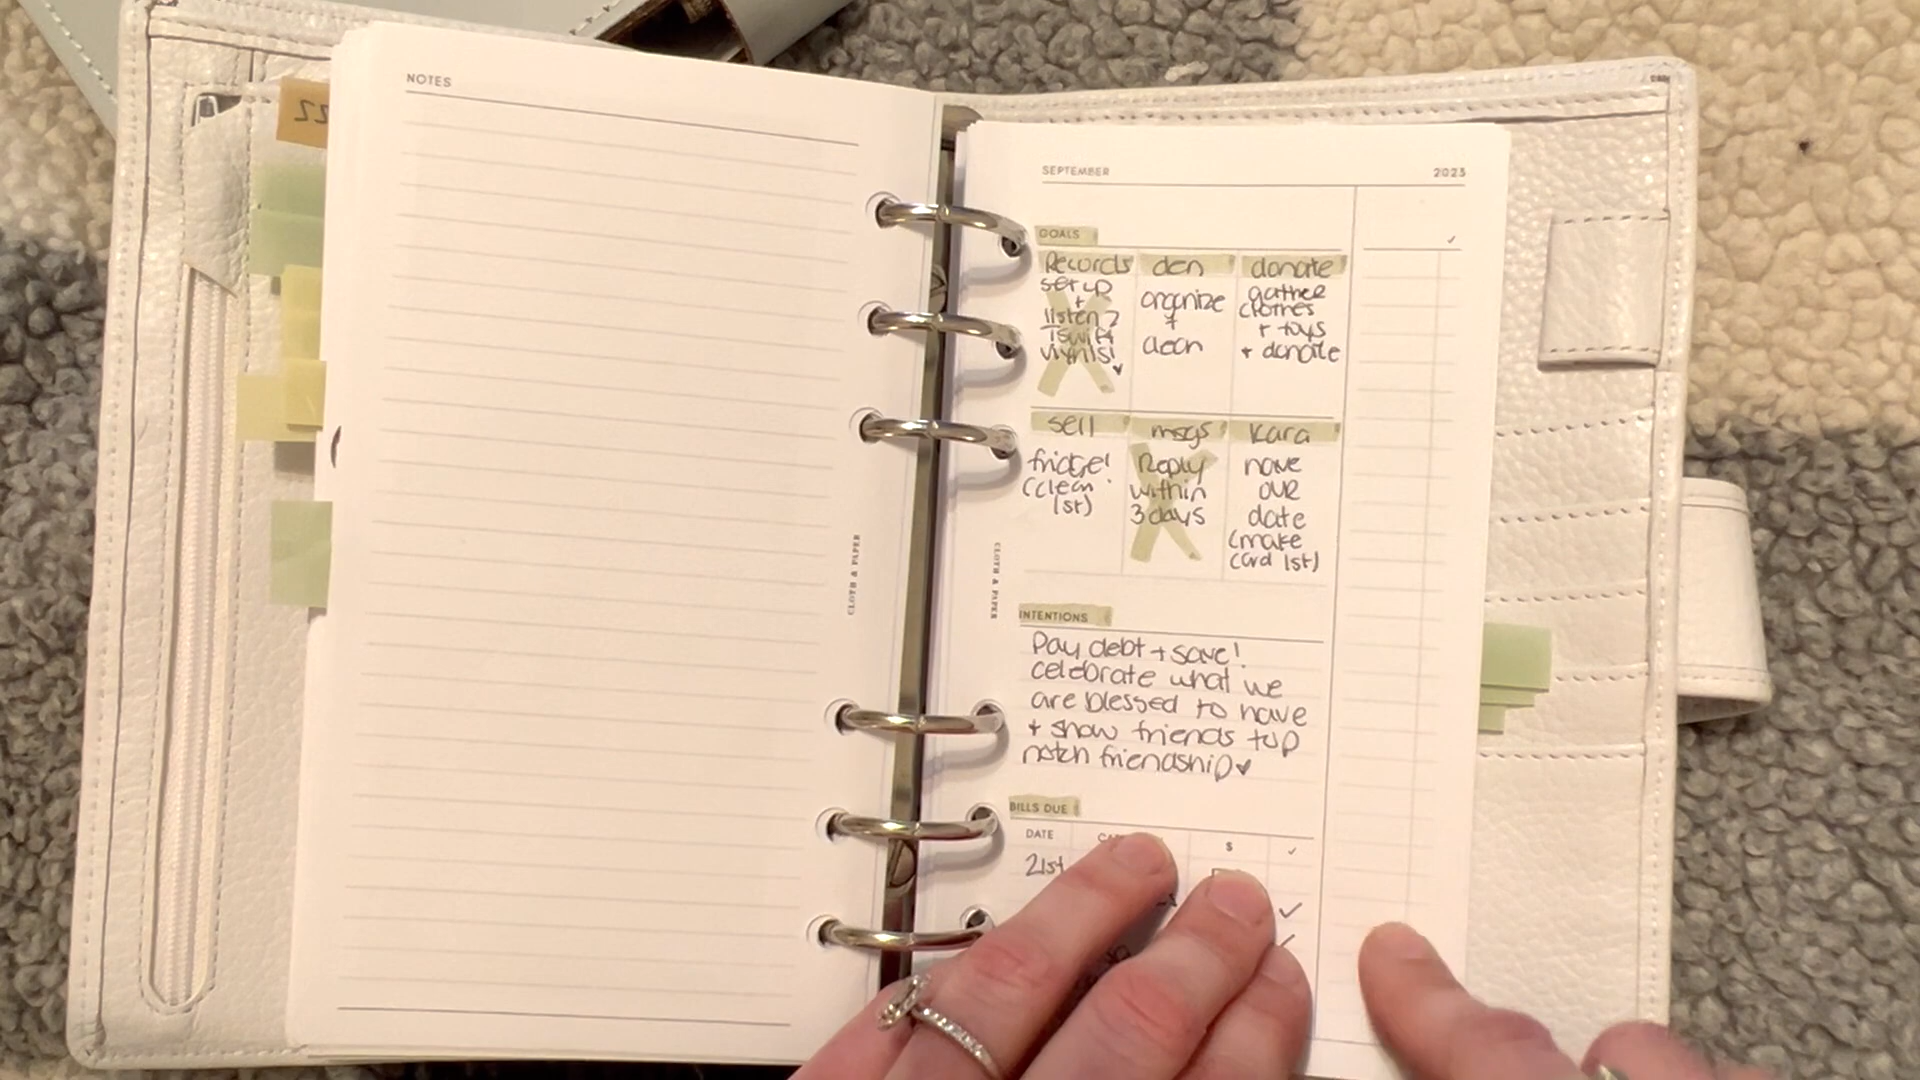 NOTES
CLOTH & PAPER
SEPTEMBER
2023
GOALS
✓
Records
set up
+
listen 2
TSwift
vinyls!
♥
den
organize
+
clean
donate
gather
clothes
+ toys
+ donate
sell
fridge!
(clean
1st)
msgs
Reply
within
3 days
Kara
have
our
date
(make
card 1st)
CLOTH & PAPER
INTENTIONS
Pay debt + save!
celebrate what we
are blessed to have
+ show friends top
notch friendship ♥
BILLS DUE
DATE
$
✓
21st
✓
✓